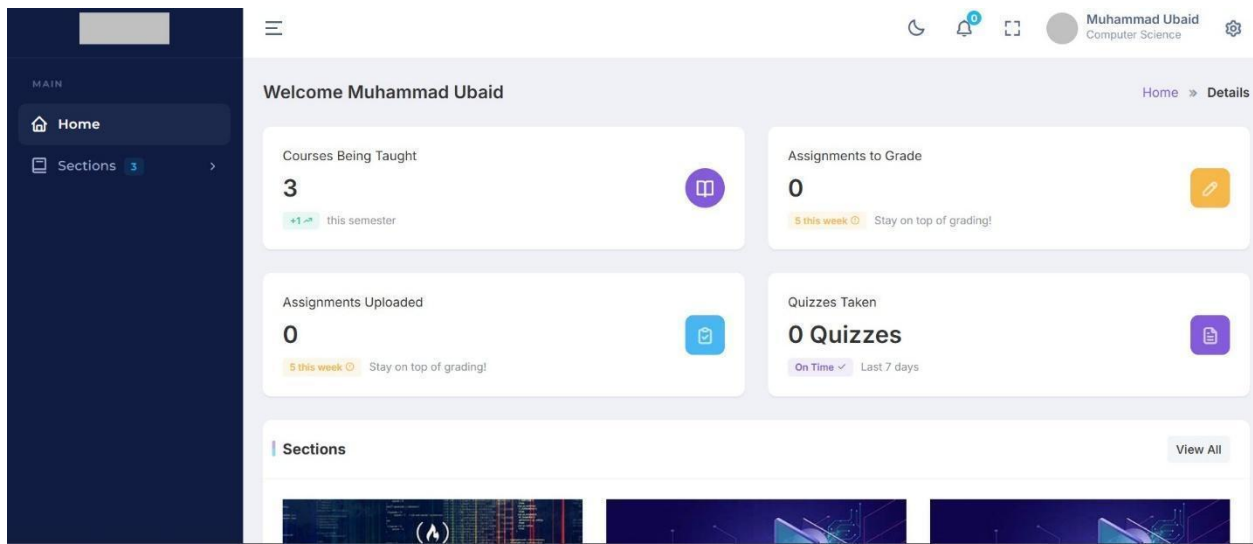 0
Muhammad Ubaid
Computer Science
MAIN
Home
Sections 3
Welcome Muhammad Ubaid
Home » Details
Courses Being Taught
3
+1 this semester
Assignments to Grade
0
5 this week Stay on top of grading!
Assignments Uploaded
0
5 this week Stay on top of grading!
Quizzes Taken
0 Quizzes
On Time Last 7 days
Sections
View All